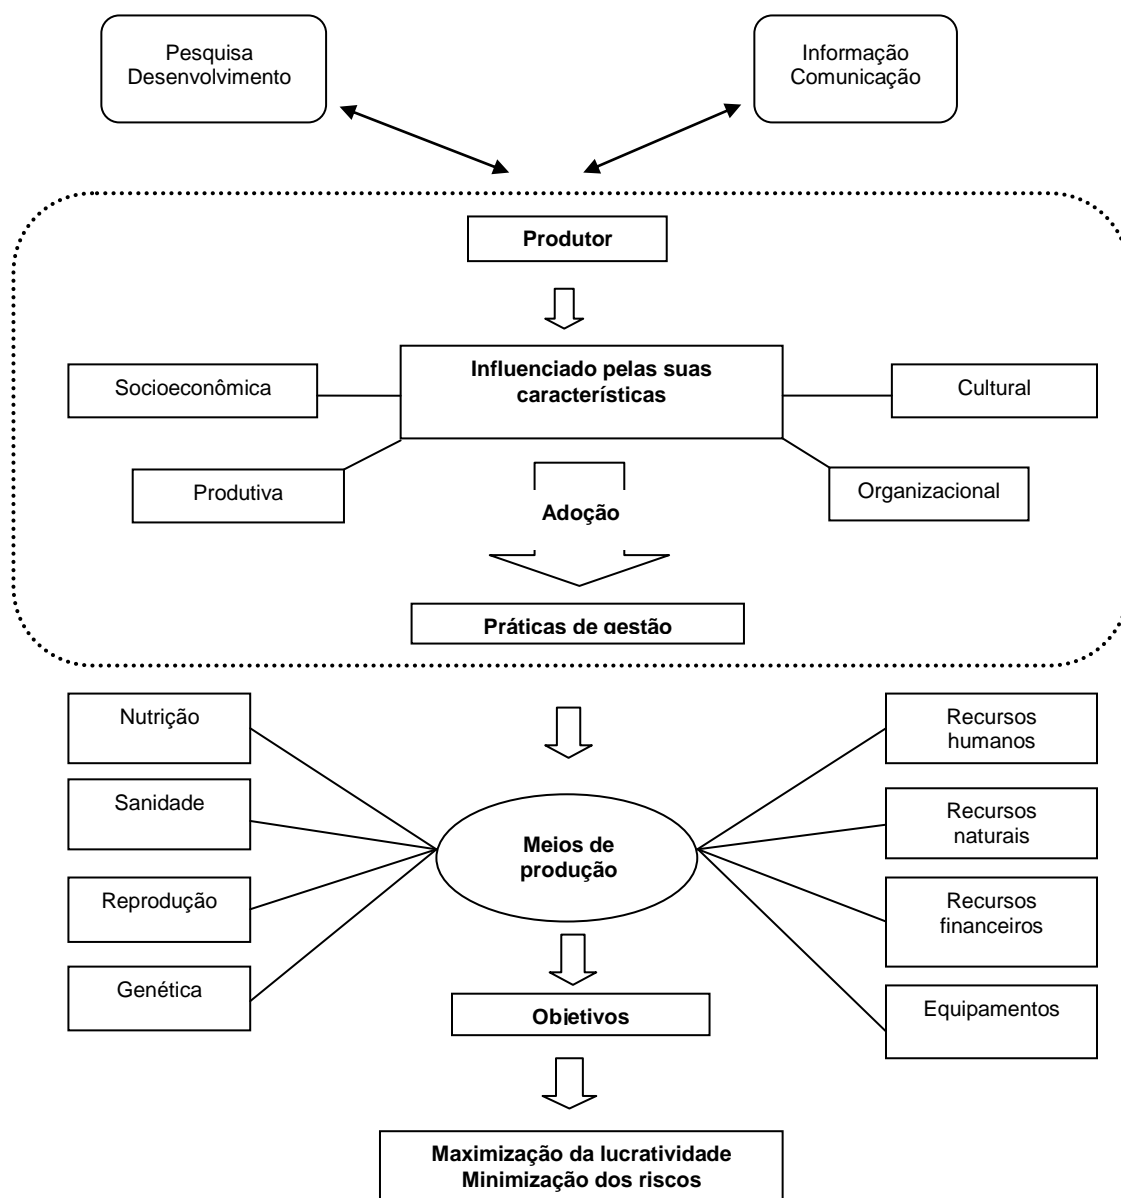 Pesquisa
Desenvolvimento
Informação
Comunicação
Produtor
Influenciado pelas suas
características
Socioeconômica
Cultural
Produtiva
Organizacional
Adoção
Práticas de gestão
Nutrição
Recursos
humanos
Sanidade
Recursos
naturais
Meios de
produção
Reprodução
Recursos
financeiros
Genética
Equipamentos
Objetivos
Maximização da lucratividade
Minimização dos riscos